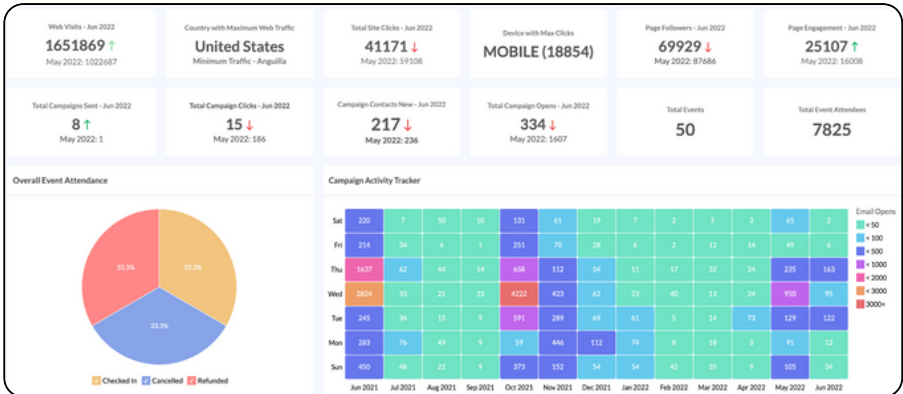 Web Visits - Jun 2022
1651869 ↑
May 2022: 1022687
Country with Maximum Web Traffic
United States
Minimum Traffic - Anguilla
Total Site Clicks - Jun 2022
41171 ↓
May 2022: 59108
Device with Max Clicks
MOBILE (18854)
Page Followers - Jun 2022
69929 ↓
May 2022: 87686
Page Engagement - Jun 2022
25107 ↑
May 2022: 16008
Total Campaigns Sent - Jun 2022
8 ↑
May 2022: 1
Total Campaign Clicks - Jun 2022
15 ↓
May 2022: 186
Campaign Contacts New - Jun 2022
217 ↓
May 2022: 236
Total Campaign Opens - Jun 2022
334 ↓
May 2022: 1607
Total Events
50
Total Event Attendees
7825
Overall Event Attendance
33.3%
33.3%
33.3%
Checked In Cancelled Refunded
Campaign Activity Tracker
Sat 220 7 50 10 131 61 19 7 2 5 3 65 2
Fri 214 34 6 1 251 70 28 6 2 12 14 49 6
Thu 1637 62 44 14 658 112 54 11 17 32 24 235 163
Wed 2824 33 22 23 4222 423 62 23 40 13 24 950 95
Tue 245 34 15 9 591 289 69 61 5 14 73 129 122
Mon 283 76 49 9 59 446 112 74 8 18 3 91 12
Sun 450 48 22 9 373 152 54 54 42 35 9 105 34
Jun 2021 Jul 2021 Aug 2021 Sep 2021 Oct 2021 Nov 2021 Dec 2021 Jan 2022 Feb 2022 Mar 2022 Apr 2022 May 2022 Jun 2022
Email Opens
< 50
< 100
< 500
< 1000
< 2000
< 3000
3000+